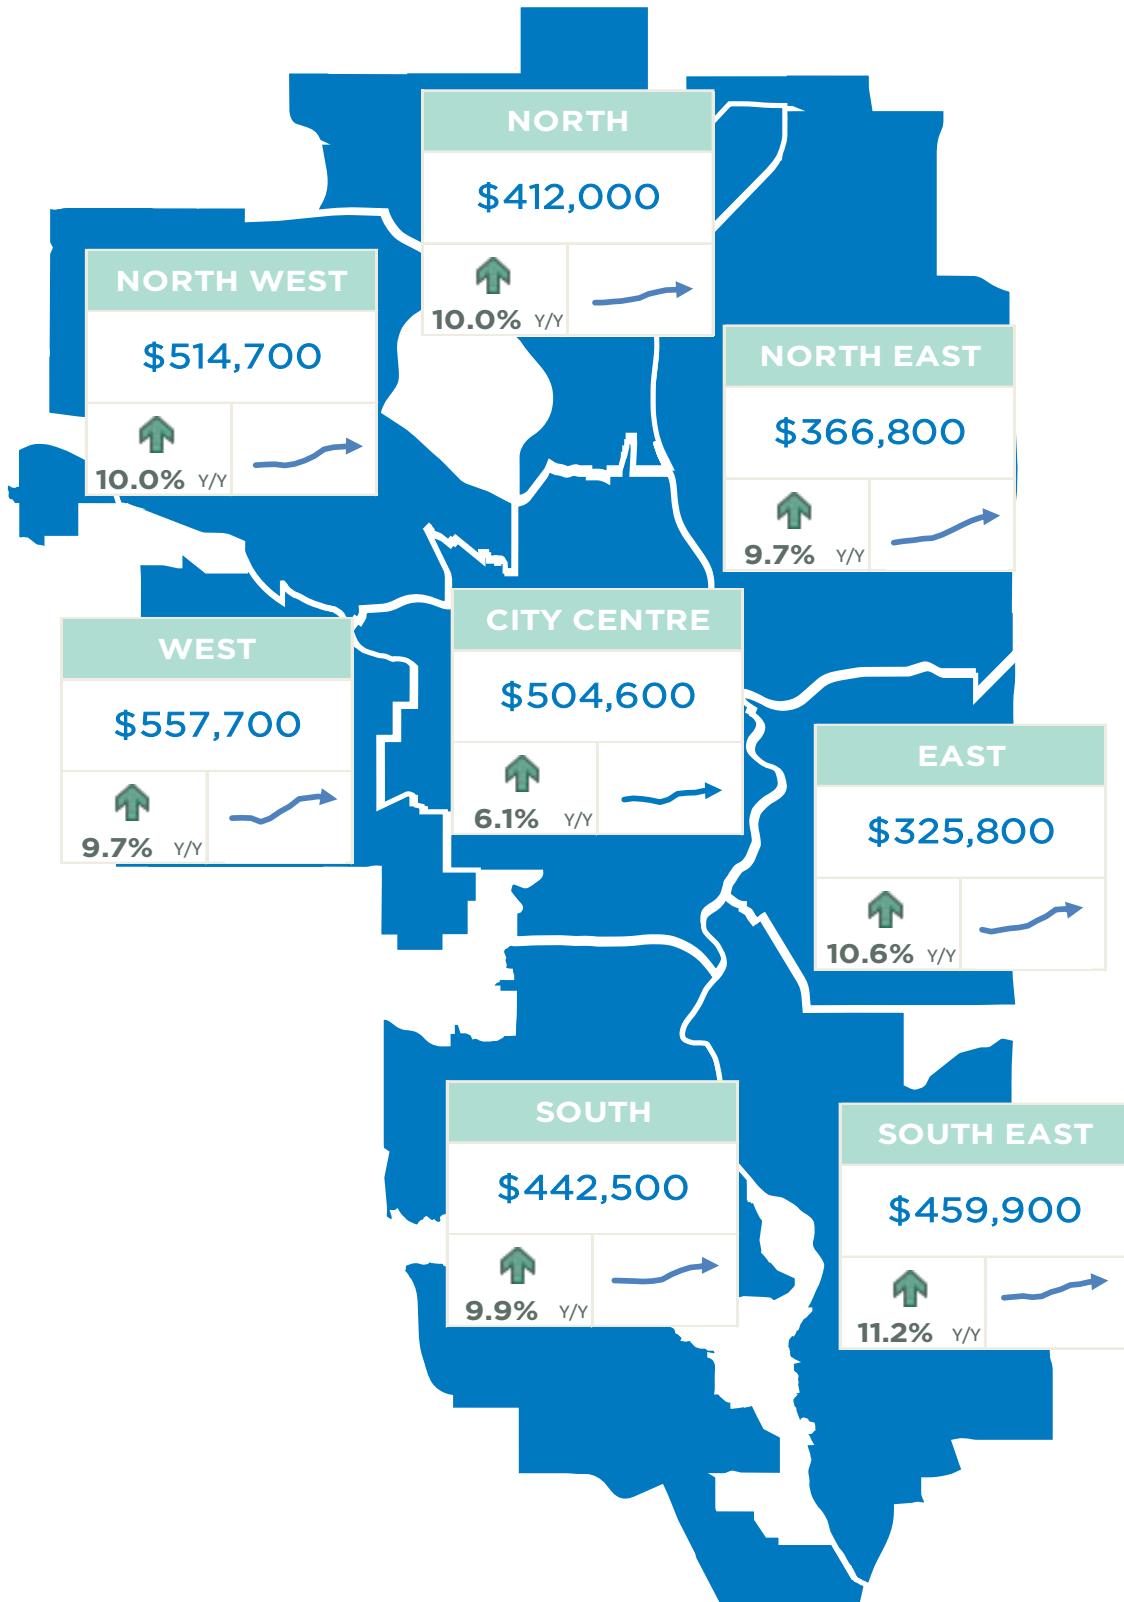 NORTH
$412,000
10.0% Y/Y
NORTH WEST
$514,700
10.0% Y/Y
NORTH EAST
$366,800
9.7% Y/Y
CITY CENTRE
$504,600
6.1% Y/Y
WEST
$557,700
9.7% Y/Y
EAST
$325,800
10.6% Y/Y
SOUTH
$442,500
9.9% Y/Y
SOUTH EAST
$459,900
11.2% Y/Y